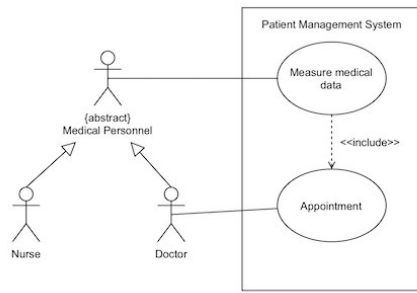 Patient Management System
Measure medical
data
{abstract}
Medical Personnel
<<include>>
Appointment
Nurse
Doctor